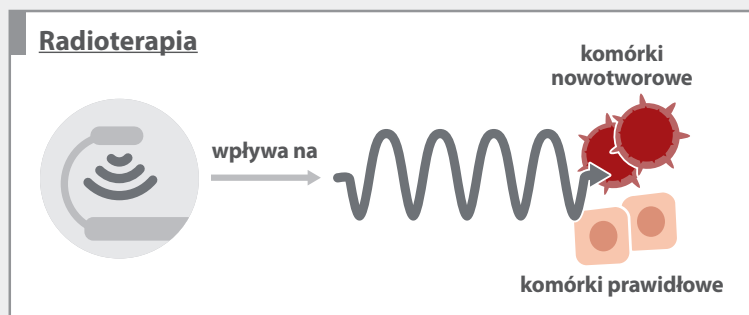 Radioterapia
komórki
nowotworowe
wpływa na
komórki prawidłowe